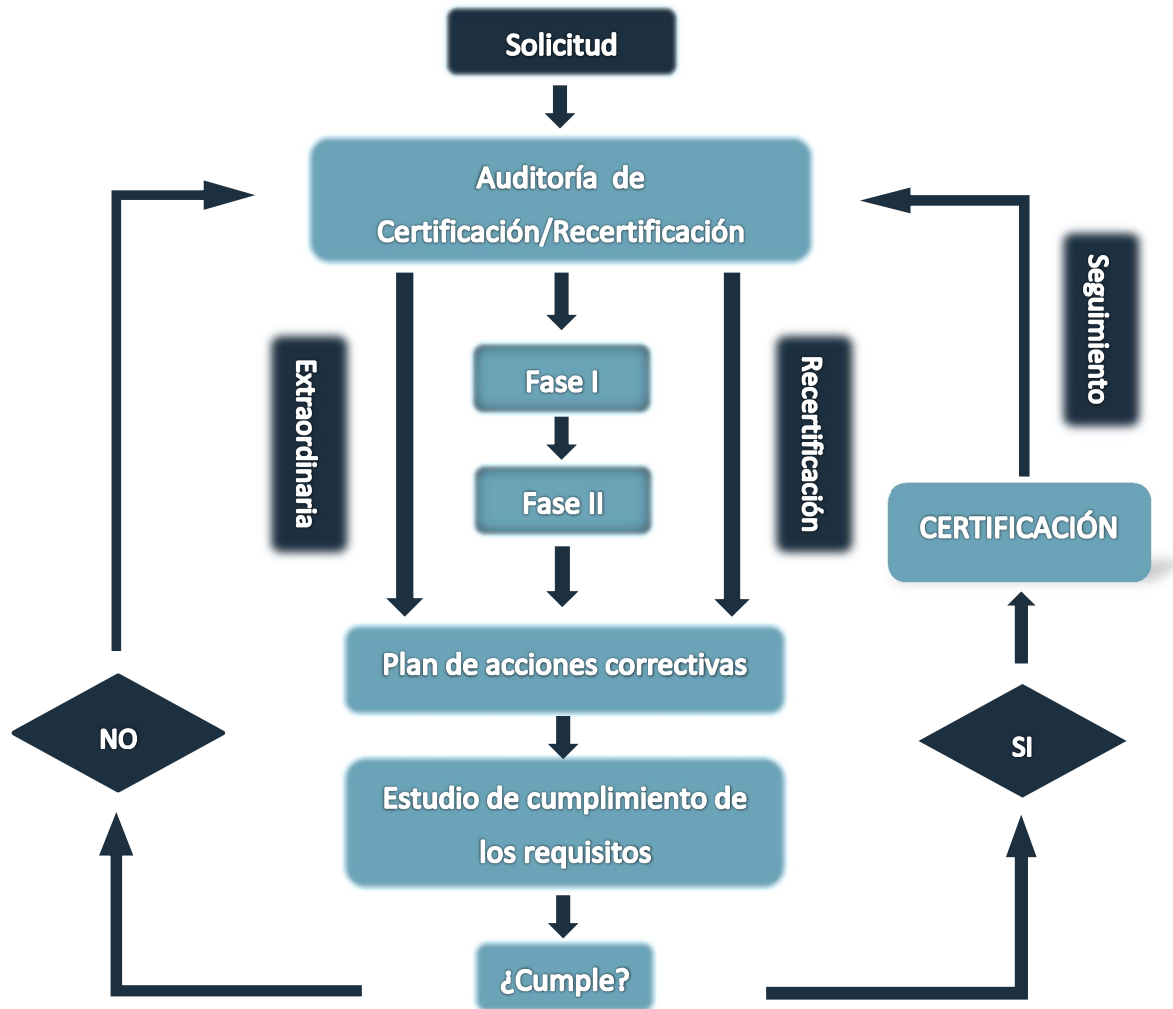 Solicitud
Auditoría de
Certificación/Recertificación
Extraordinaria
Fase I
Fase II
Recertificación
Seguimiento
CERTIFICACIÓN
Plan de acciones correctivas
NO
SI
Estudio de cumplimiento de
los requisitos
¿Cumple?